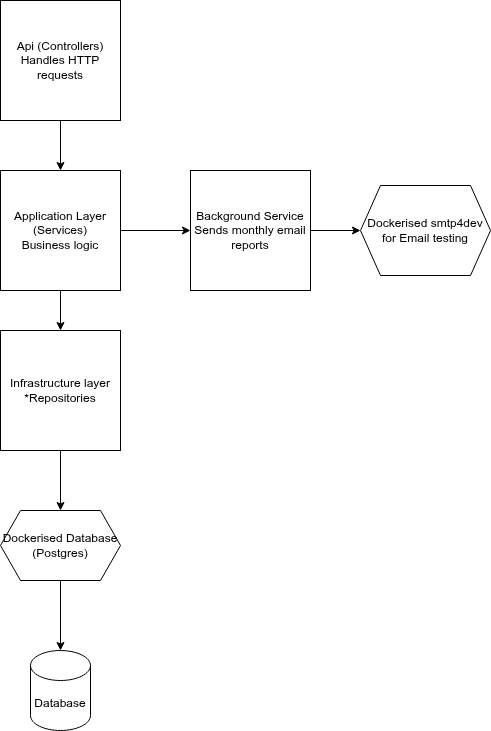 Api (Controllers)
Handles HTTP
requests
Application Layer
(Services)
Business logic
Background Service
Sends monthly email
reports
Dockerised smtp4dev
for Email testing
Infrastructure layer
*Repositories
Dockerised Database
(Postgres)
Database